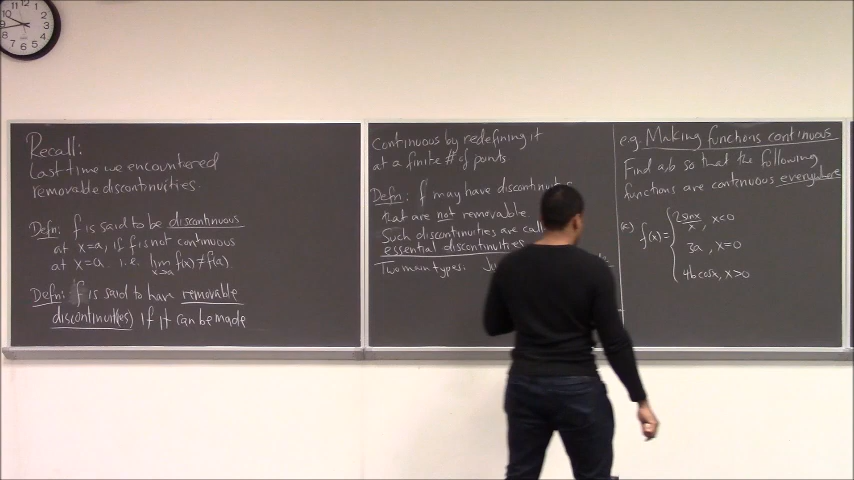 Recall:
Last time we encountered
removable discontinuities.
Defn: f is said to be discontinuous
at x=a, if f is not continuous
at x=a. i.e. lim f(x) ≠ f(a).
x→a
Defn: f is said to have removable
discontinuit(ies) if it can be made
continuous by redefining it
at a finite # of points
Defn: f may have discontinuities
that are not removable.
Such discontinuities are
essential discontinuities
Two main types:
e.g. Making functions continuous
Find a,b so that the following
functions are continuous everywhere
(a) f(x) = { 2sinx/x , x<0
3a , x=0
4b cosx, x>0